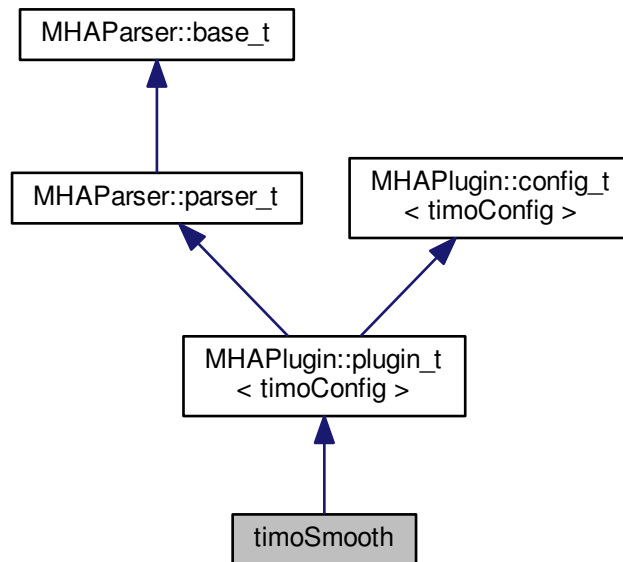 MHAParser::base_t
MHAParser::parser_t
MHAPlugin::config_t
< timoConfig >
MHAPlugin::plugin_t
< timoConfig >
timoSmooth